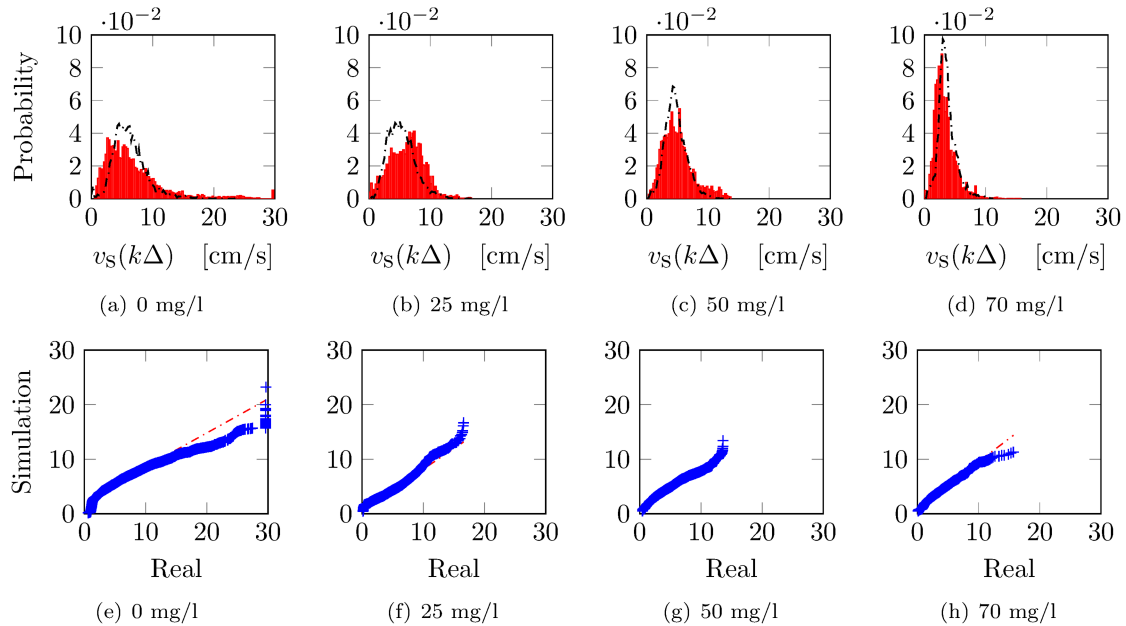 ·10⁻² ·10⁻² ·10⁻² ·10⁻²
Probability
10 10 10 10
8 8 8 8
6 6 6 6
4 4 4 4
2 2 2 2
0 0 0 0
0 10 20 30 0 10 20 30 0 10 20 30 0 10 20 30
v_S(kΔ) [cm/s] v_S(kΔ) [cm/s] v_S(kΔ) [cm/s] v_S(kΔ) [cm/s]
(a) 0 mg/l (b) 25 mg/l (c) 50 mg/l (d) 70 mg/l
Simulation
30 30 30 30
20 20 20 20
10 10 10 10
0 0 0 0
0 10 20 30 0 10 20 30 0 10 20 30 0 10 20 30
Real Real Real Real
(e) 0 mg/l (f) 25 mg/l (g) 50 mg/l (h) 70 mg/l